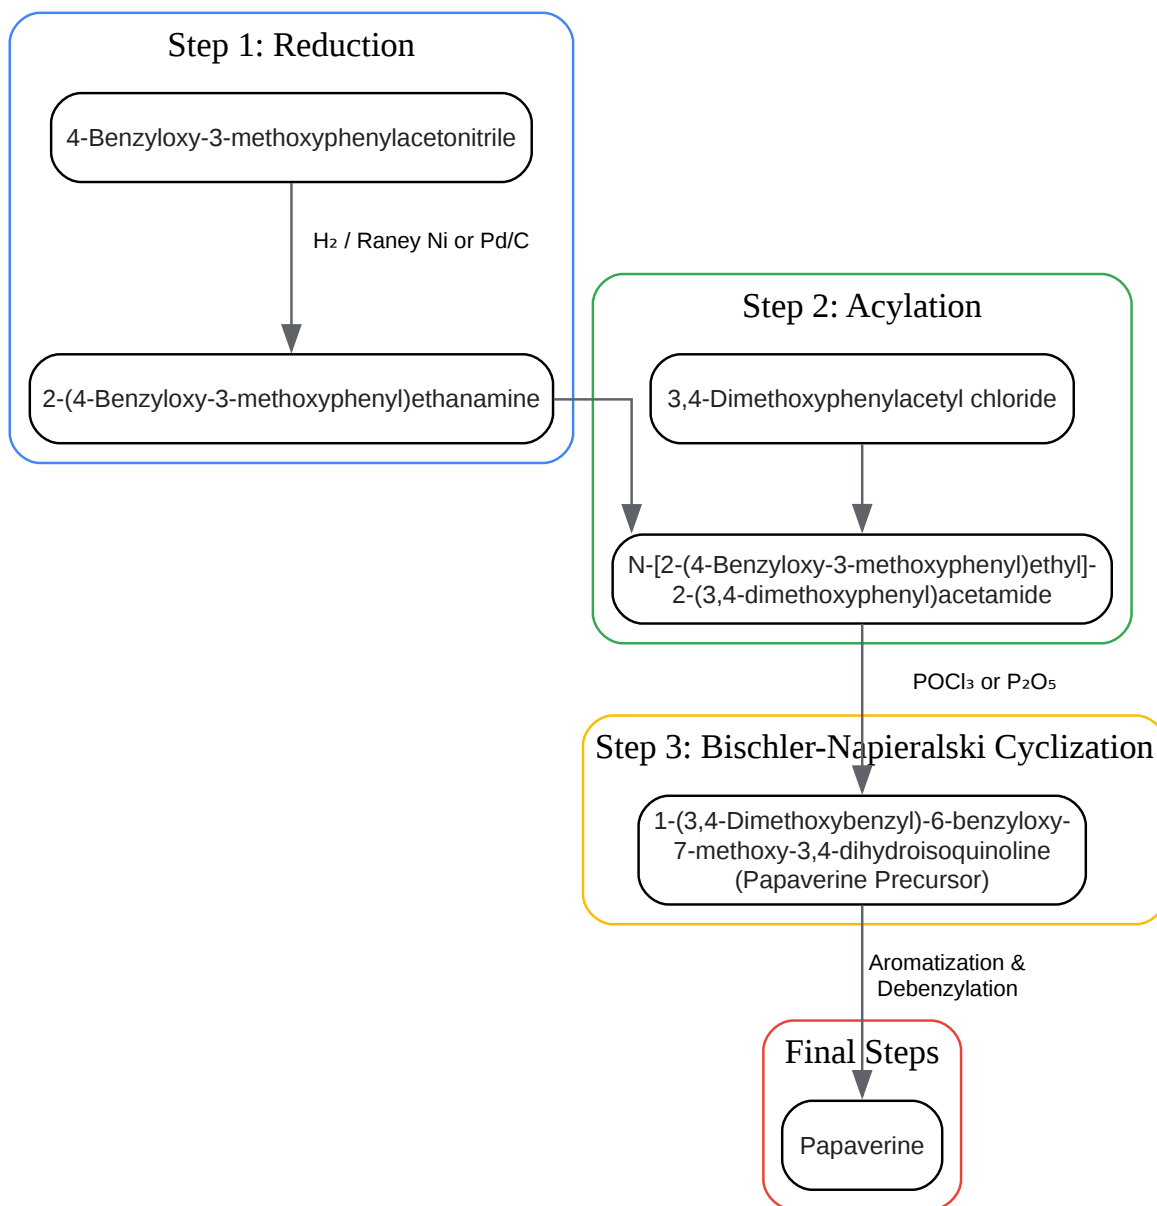 Step 1: Reduction
4-Benzyloxy-3-methoxyphenylacetonitrile
H₂ / Raney Ni or Pd/C
2-(4-Benzyloxy-3-methoxyphenyl)ethanamine
Step 2: Acylation
3,4-Dimethoxyphenylacetyl chloride
N-[2-(4-Benzyloxy-3-methoxyphenyl)ethyl]-
2-(3,4-dimethoxyphenyl)acetamide
POCl₃ or P₂O₅
Step 3: Bischler-Napieralski Cyclization
1-(3,4-Dimethoxybenzyl)-6-benzyloxy-
7-methoxy-3,4-dihydroisoquinoline
(Papaverine Precursor)
Aromatization &
Debenzylation
Final Steps
Papaverine